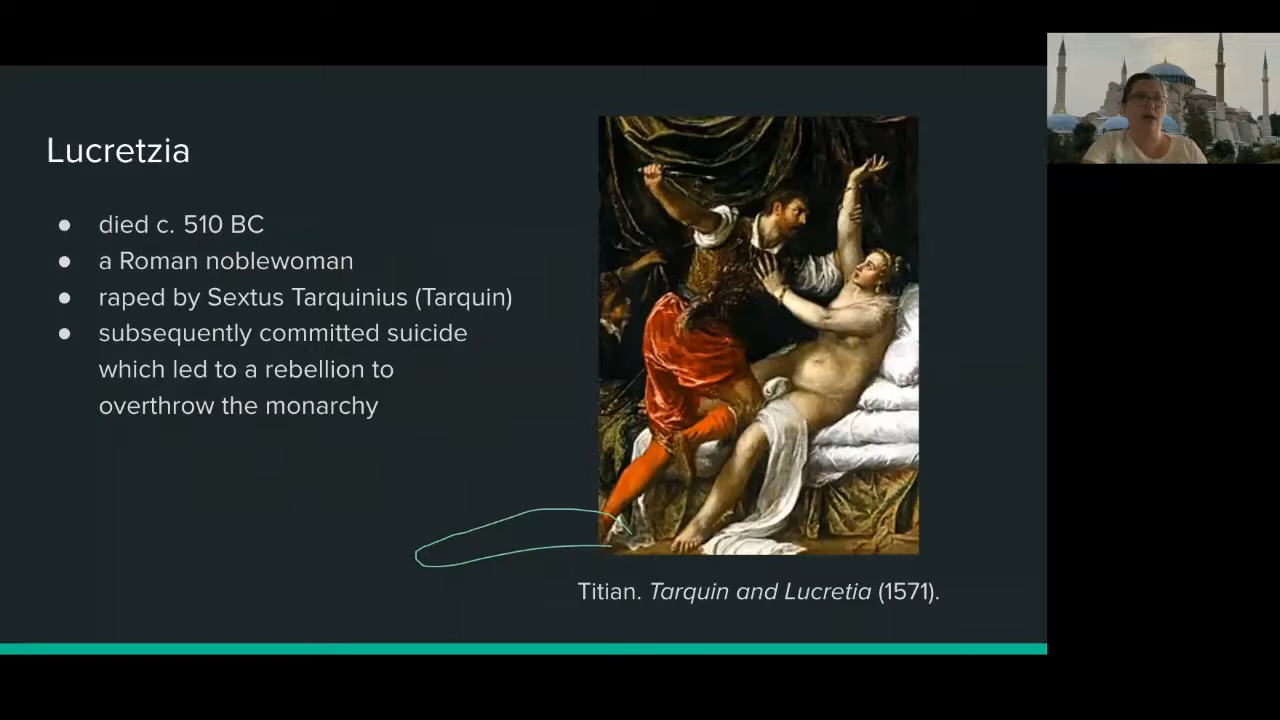 Lucretzia
● died c. 510 BC
● a Roman noblewoman
● raped by Sextus Tarquinius (Tarquin)
● subsequently committed suicide
which led to a rebellion to
overthrow the monarchy
Titian. Tarquin and Lucretia (1571).